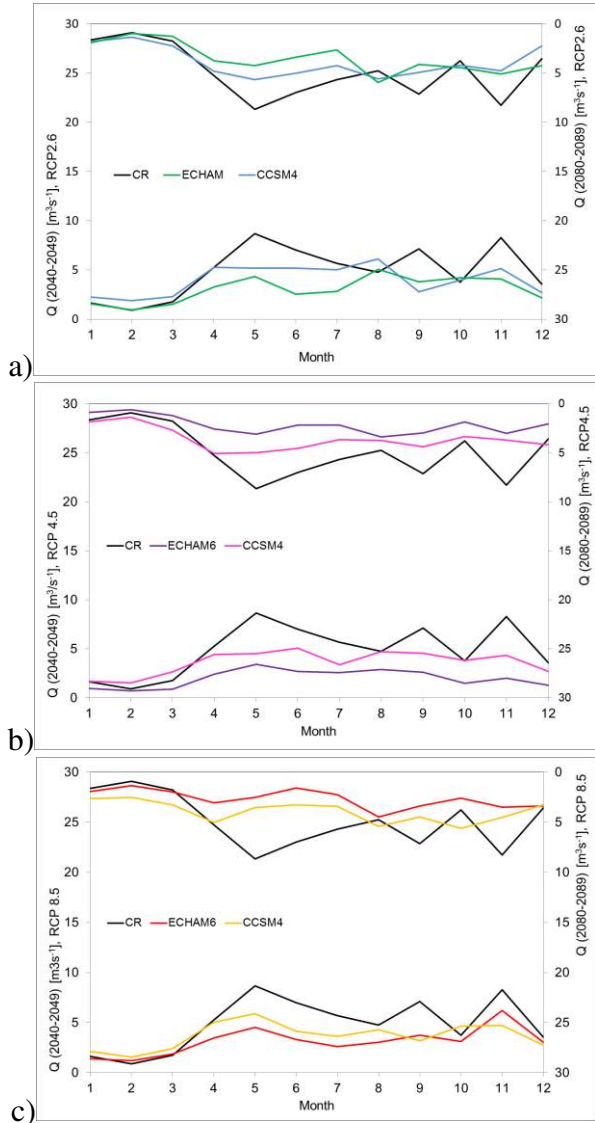 Q (2040-2049) [m³s⁻¹], RCP2.6
30
25
20
15
10
5
0
CR ECHAM CCSM4
0
5
10
15
20
25
30
Q (2080-2089) [m³s⁻¹], RCP2.6
1 2 3 4 5 6 7 8 9 10 11 12
Month
a)
Q (2040-2049) [m³/s⁻¹], RCP 4.5
30
25
20
15
10
5
0
CR ECHAM6 CCSM4
0
5
10
15
20
25
30
Q (2080-2089) [m³s⁻¹], RCP4.5
1 2 3 4 5 6 7 8 9 10 11 12
Month
b)
Q (2040-2049) [m3s⁻¹], RCP 8.5
30
25
20
15
10
5
0
CR ECHAM6 CCSM4
0
5
10
15
20
25
30
Q (2080-2089) [m³s⁻¹], RCP 8.5
1 2 3 4 5 6 7 8 9 10 11 12
Month
c)